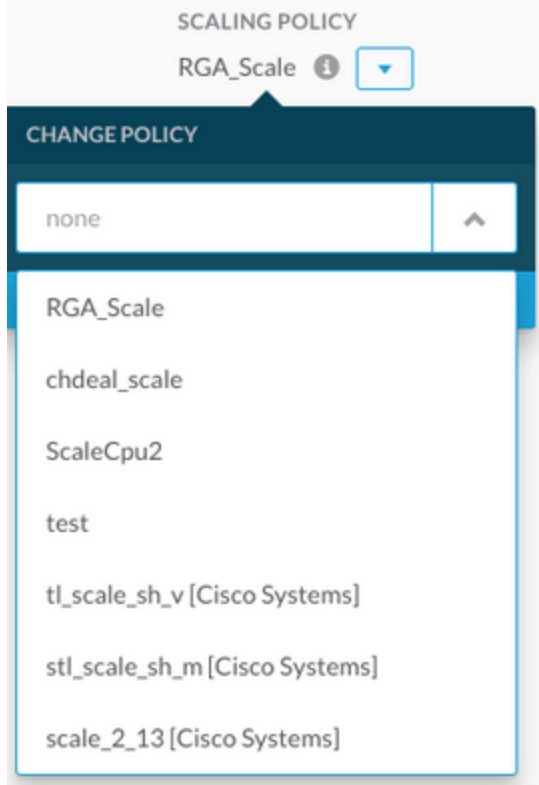 SCALING POLICY
RGA_Scale
CHANGE POLICY
none
RGA_Scale
chdeal_scale
ScaleCpu2
test
tl_scale_sh_v [Cisco Systems]
stl_scale_sh_m [Cisco Systems]
scale_2_13 [Cisco Systems]